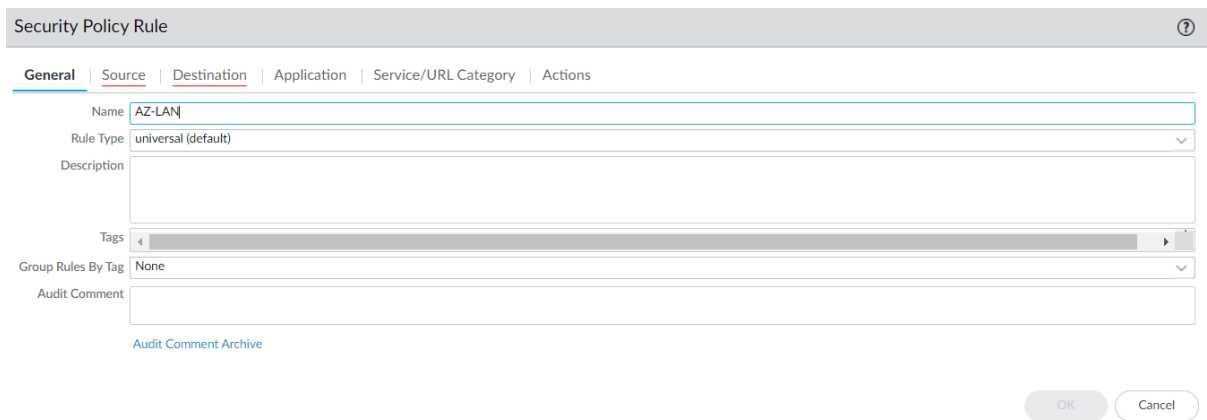 Security Policy Rule
General | Source | Destination | Application | Service/URL Category | Actions
Name AZ-LAN
Rule Type universal (default)
Description
Tags
Group Rules By Tag None
Audit Comment
Audit Comment Archive
OK Cancel